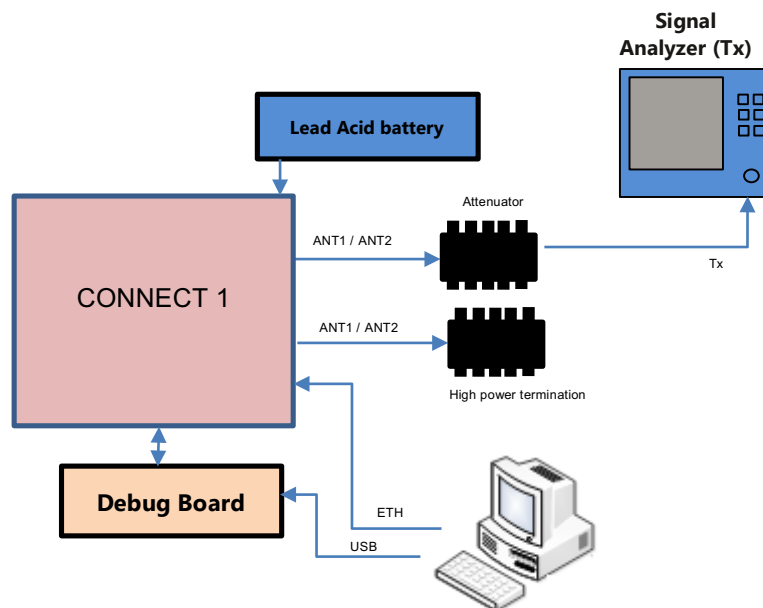 Signal
Analyzer (Tx)
Lead Acid battery
Attenuator
ANT1 / ANT2
Tx
CONNECT 1
ANT1 / ANT2
High power termination
Debug Board
ETH
USB